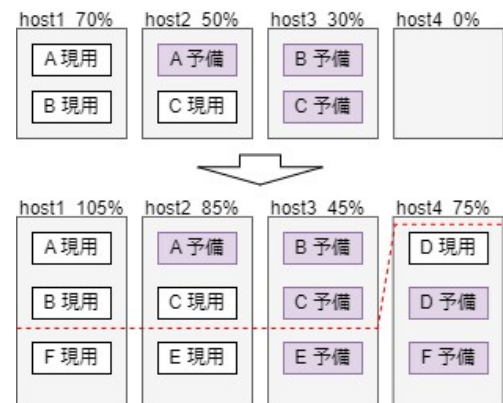 host1 70% host2 50% host3 30% host4 0%
A 現用 A 予備 B 予備
B 現用 C 現用 C 予備
host1 105% host2 85% host3 45% host4 75%
A 現用 A 予備 B 予備 D 現用
B 現用 C 現用 C 予備 D 予備
F 現用 E 現用 E 予備 F 予備